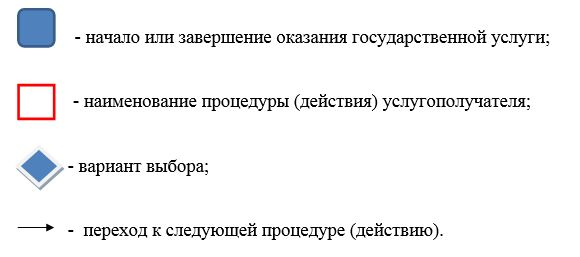 - начало или завершение оказания государственной услуги;
- наименование процедуры (действия) услугополучателя;
- вариант выбора;
- переход к следующей процедуре (действию).